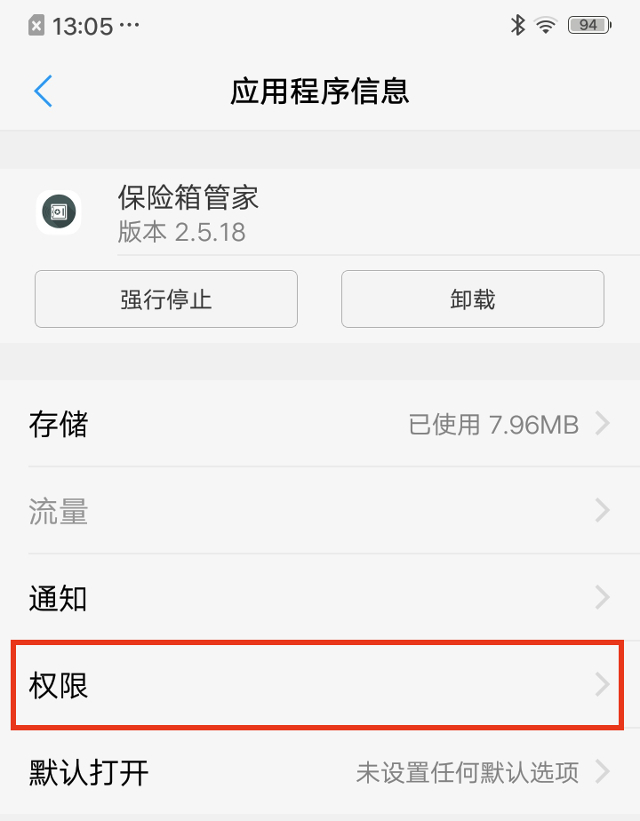 13:05 ···
94
应用程序信息
保险箱管家
版本 2.5.18
强行停止 卸载
存储 已使用 7.96MB
流量
通知
权限
默认打开 未设置任何默认选项